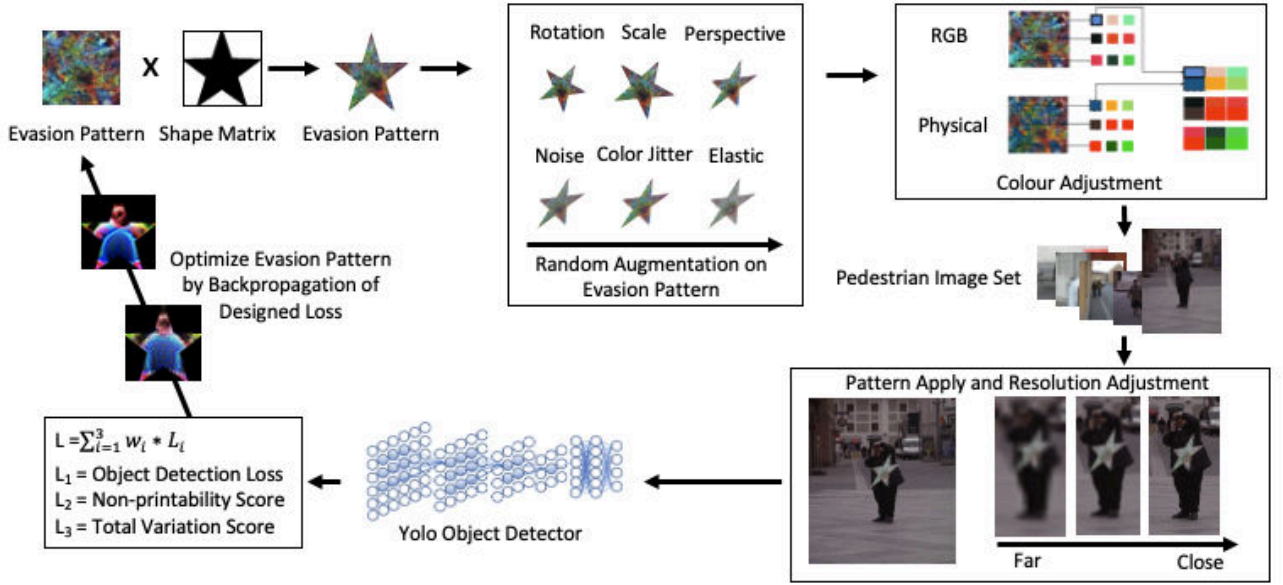 X
Evasion Pattern
Shape Matrix
Evasion Pattern
Rotation
Scale
Perspective
Noise
Color Jitter
Elastic
Random Augmentation on
Evasion Pattern
RGB
Physical
Colour Adjustment
Pedestrian Image Set
Pattern Apply and Resolution Adjustment
Far
Close
Yolo Object Detector
L =∑³ᵢ₌₁ wᵢ * Lᵢ
L₁ = Object Detection Loss
L₂ = Non-printability Score
L₃ = Total Variation Score
Optimize Evasion Pattern
by Backpropagation of
Designed Loss